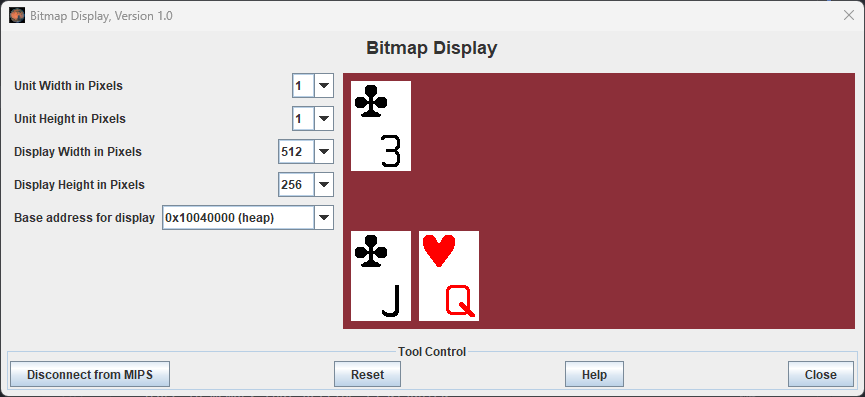 Bitmap Display, Version 1.0
Bitmap Display
Unit Width in Pixels 1
Unit Height in Pixels 1
Display Width in Pixels 512
Display Height in Pixels 256
Base address for display 0x10040000 (heap)
3
J Q
Tool Control
Disconnect from MIPS Reset Help Close